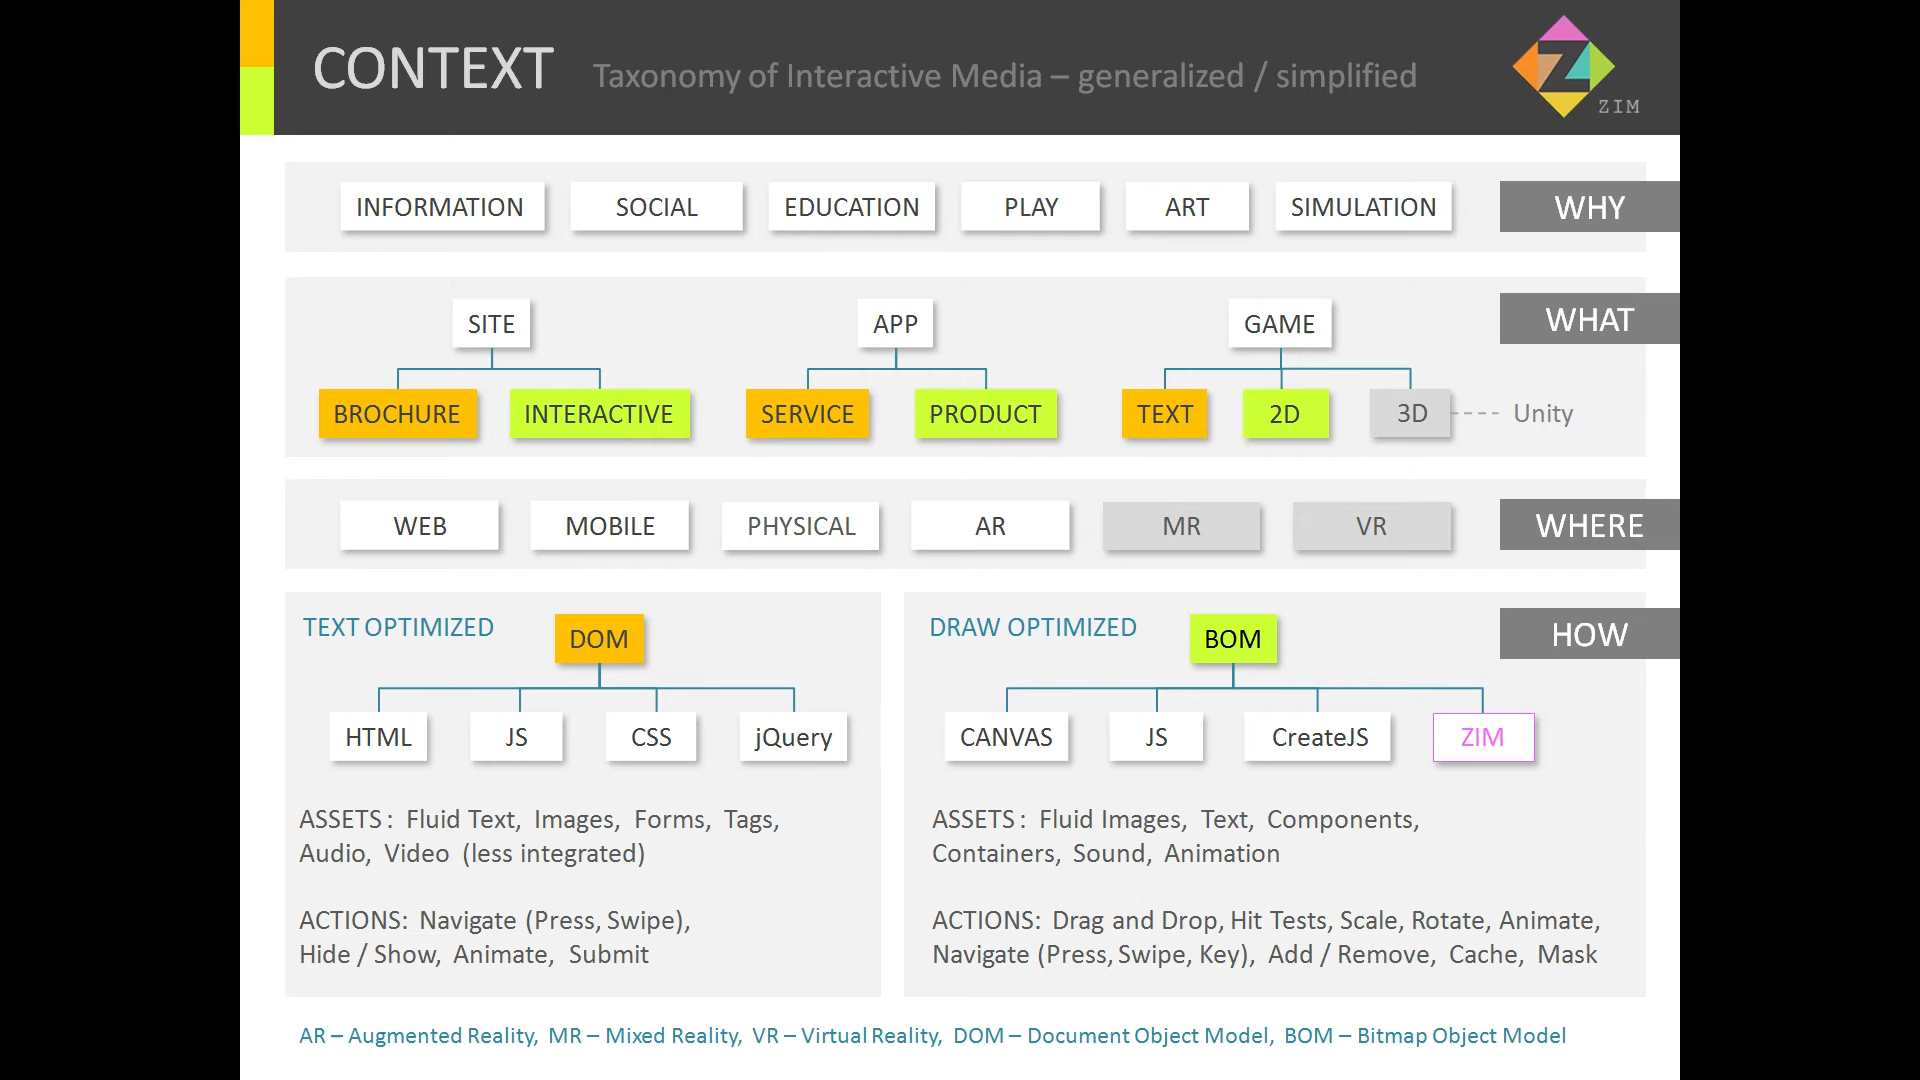 CONTEXT Taxonomy of Interactive Media – generalized / simplified
Z
ZIM
INFORMATION SOCIAL EDUCATION PLAY ART SIMULATION WHY
SITE APP GAME WHAT
BROCHURE INTERACTIVE SERVICE PRODUCT TEXT 2D 3D Unity
WEB MOBILE PHYSICAL AR MR VR WHERE
HOW
TEXT OPTIMIZED DOM
HTML JS CSS jQuery
ASSETS : Fluid Text, Images, Forms, Tags,
Audio, Video (less integrated)
ACTIONS: Navigate (Press, Swipe),
Hide / Show, Animate, Submit
DRAW OPTIMIZED BOM
CANVAS JS CreateJS ZIM
ASSETS : Fluid Images, Text, Components,
Containers, Sound, Animation
ACTIONS: Drag and Drop, Hit Tests, Scale, Rotate, Animate,
Navigate (Press, Swipe, Key), Add / Remove, Cache, Mask
AR – Augmented Reality, MR – Mixed Reality, VR – Virtual Reality, DOM – Document Object Model, BOM – Bitmap Object Model